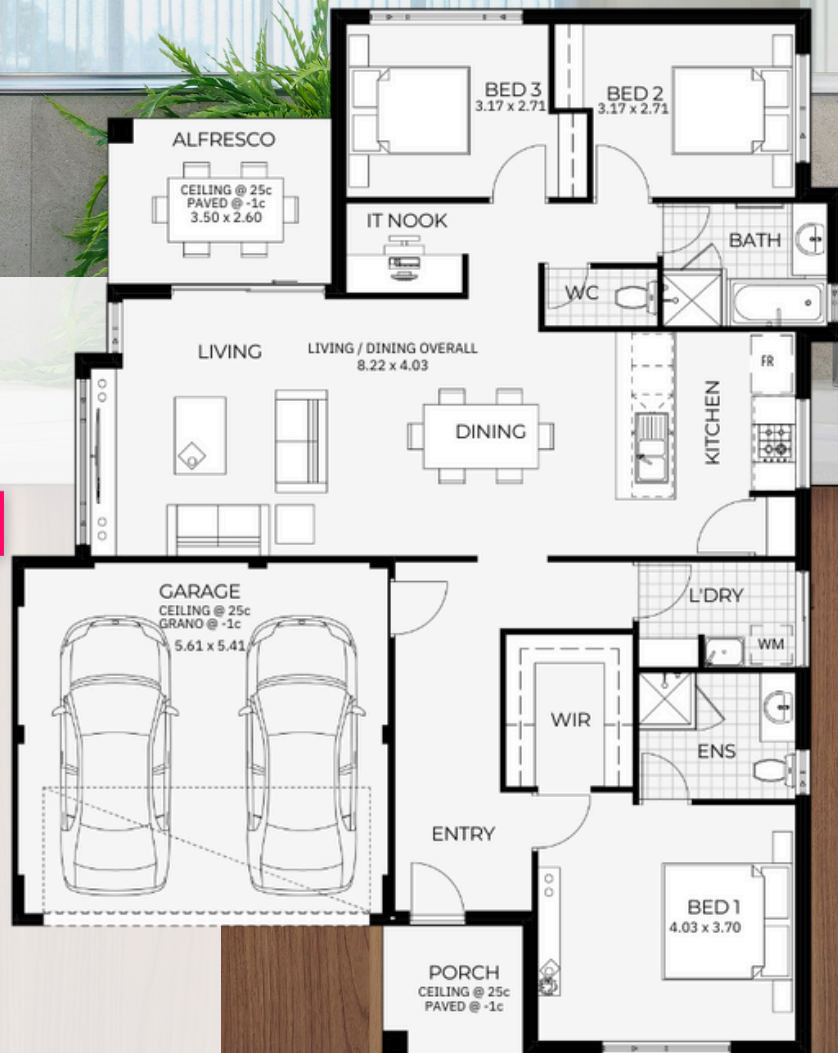 BED 3
3.17 x 2.71
BED 2
3.17 x 2.71
ALFRESCO
CEILING @ 25c
PAVED @ -1c
3.50 x 2.60
IT NOOK
BATH
WC
LIVING
LIVING / DINING OVERALL
8.22 x 4.03
FR
KITCHEN
DINING
GARAGE
CEILING @ 25c
GRANO @ -1c
5.61 x 5.41
L'DRY
WM
WIR
ENS
ENTRY
BED 1
4.03 x 3.70
PORCH
CEILING @ 25c
PAVED @ -1c